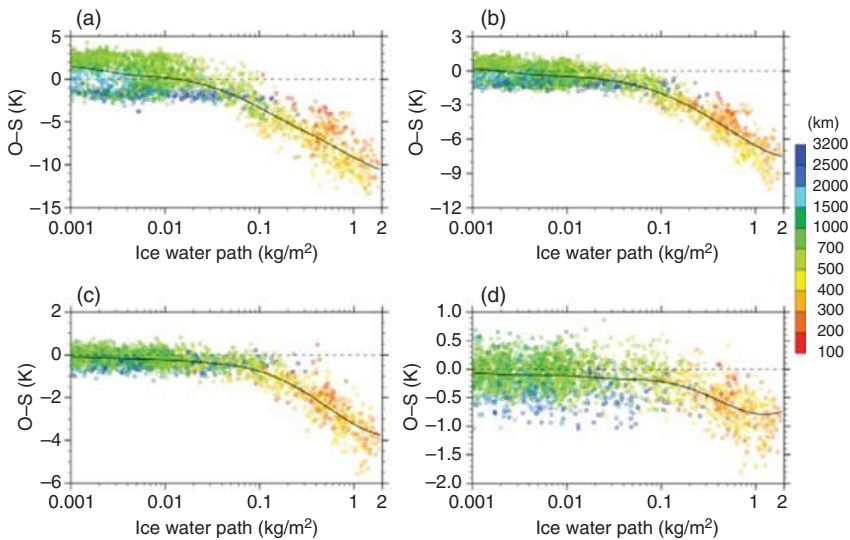 (a)
5
0
−5
−10
−15
O–S (K)
0.001 0.01 0.1 1 2
Ice water path (kg/m²)
(b)
3
0
−3
−6
−9
−12
O–S (K)
0.001 0.01 0.1 1 2
Ice water path (kg/m²)
(c)
2
0
−2
−4
−6
O–S (K)
0.001 0.01 0.1 1 2
Ice water path (kg/m²)
(d)
1.0
0.5
0.0
−0.5
−1.0
−1.5
−2.0
O–S (K)
0.001 0.01 0.1 1 2
Ice water path (kg/m²)
(km)
3200
2500
2000
1500
1000
700
500
400
300
200
100